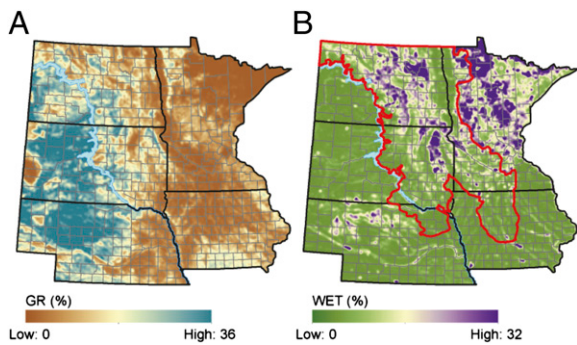 A
B
GR (%)
Low: 0 High: 36
WET (%)
Low: 0 High: 32